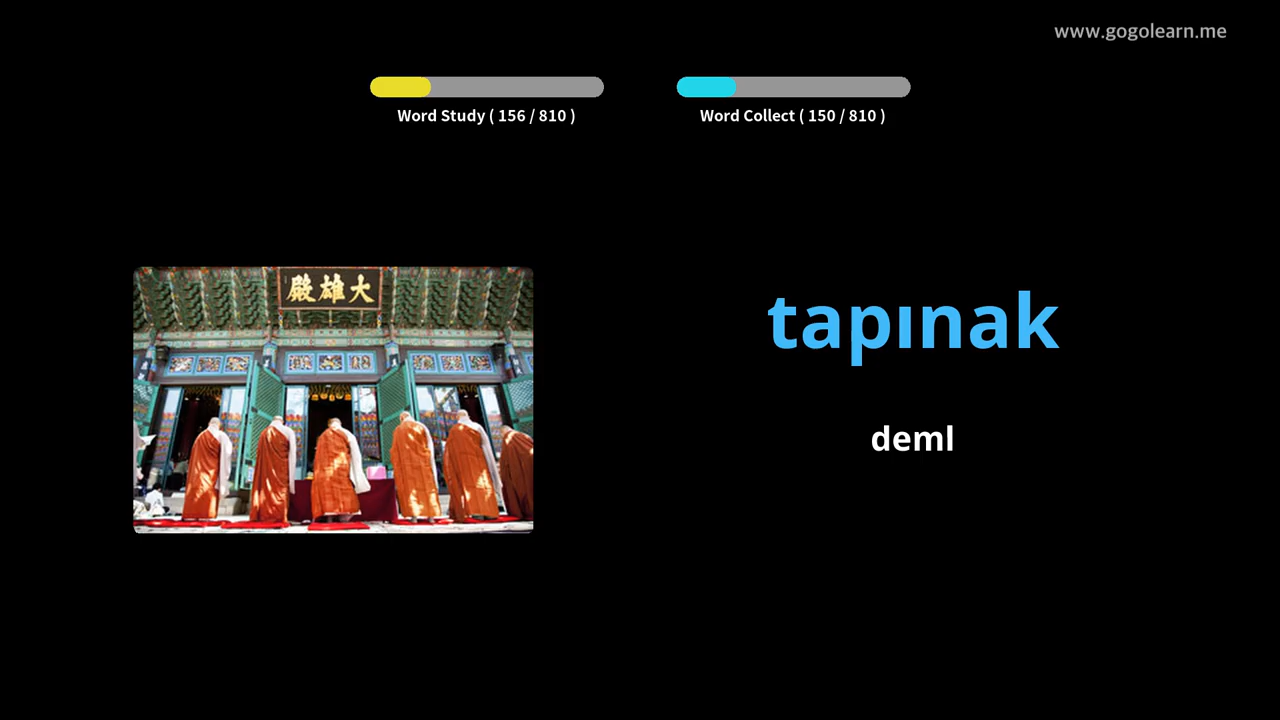 www.gogolearn.me
Word Study ( 156 / 810 )
Word Collect ( 150 / 810 )
殿雄大
tapınak
deml